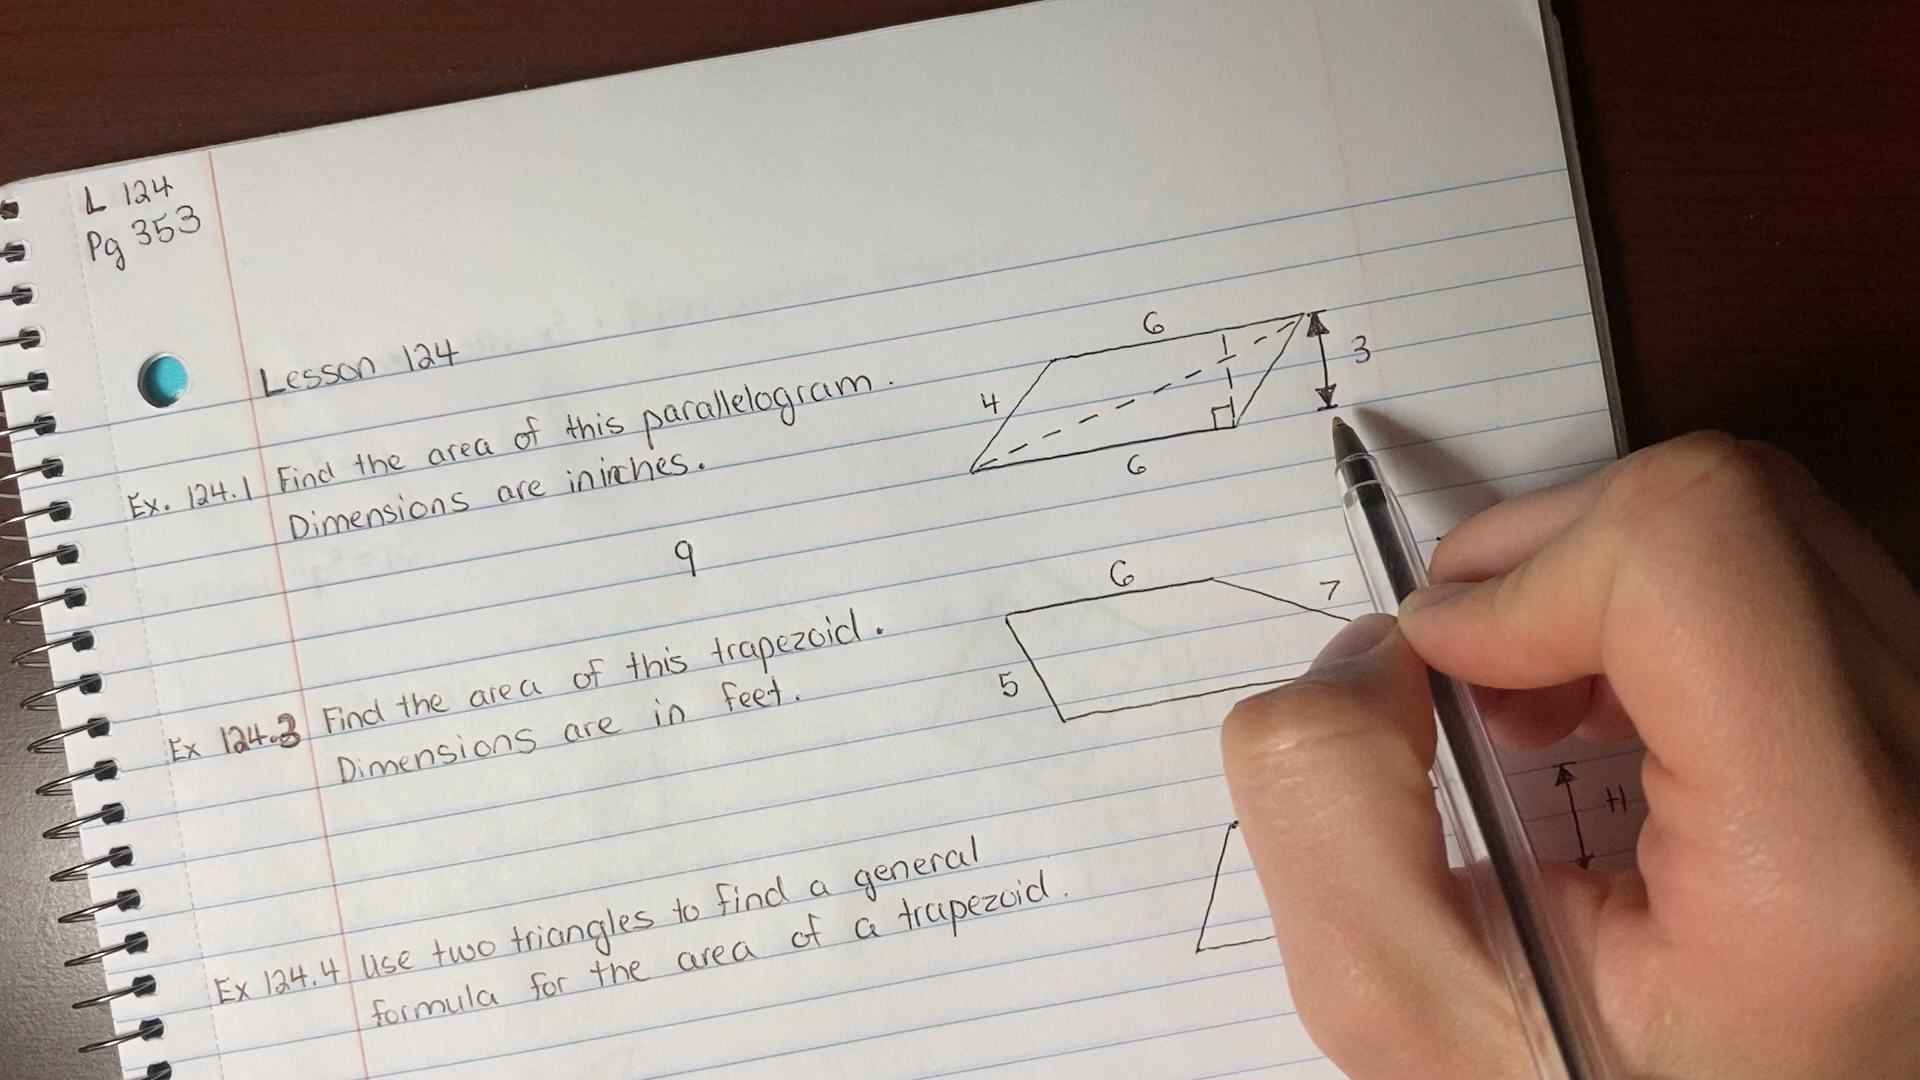 L 124
Pg 353
Lesson 124
Ex. 124.1 Find the area of this parallelogram.
Dimensions are in inches.
6
4
3
6
9
Ex 124.3 Find the area of this trapezoid.
Dimensions are in feet.
6
7
5
Ex 124.4 Use two triangles to find a general
formula for the area of a trapezoid.
H